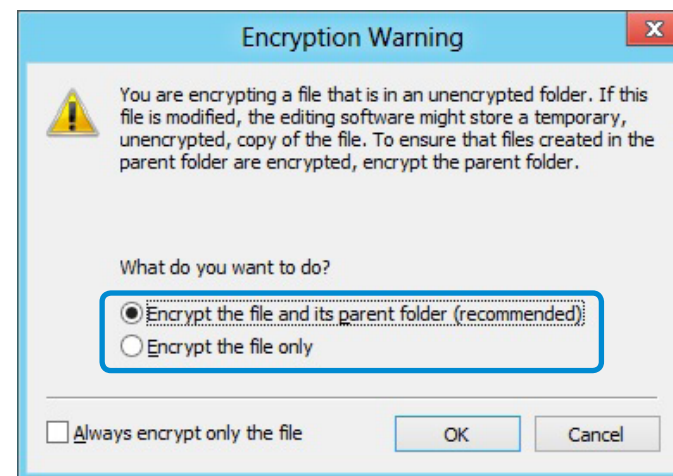 Encryption Warning
You are encrypting a file that is in an unencrypted folder. If this
file is modified, the editing software might store a temporary,
unencrypted, copy of the file. To ensure that files created in the
parent folder are encrypted, encrypt the parent folder.
What do you want to do?
Encrypt the file and its parent folder (recommended)
Encrypt the file only
Always encrypt only the file
OK
Cancel